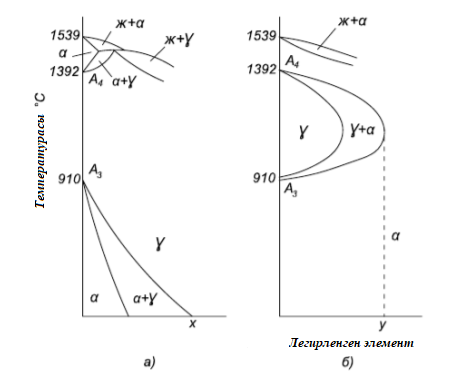 1539
ж+α
ж+Ɣ
α
1392
A₄
α+Ɣ
910
A₃
Ɣ
α
α+Ɣ
x
а)
Температурасы °C
1539
ж+α
A₄
1392
Ɣ
Ɣ+α
910
A₃
α
y
Легирленген элемент
б)